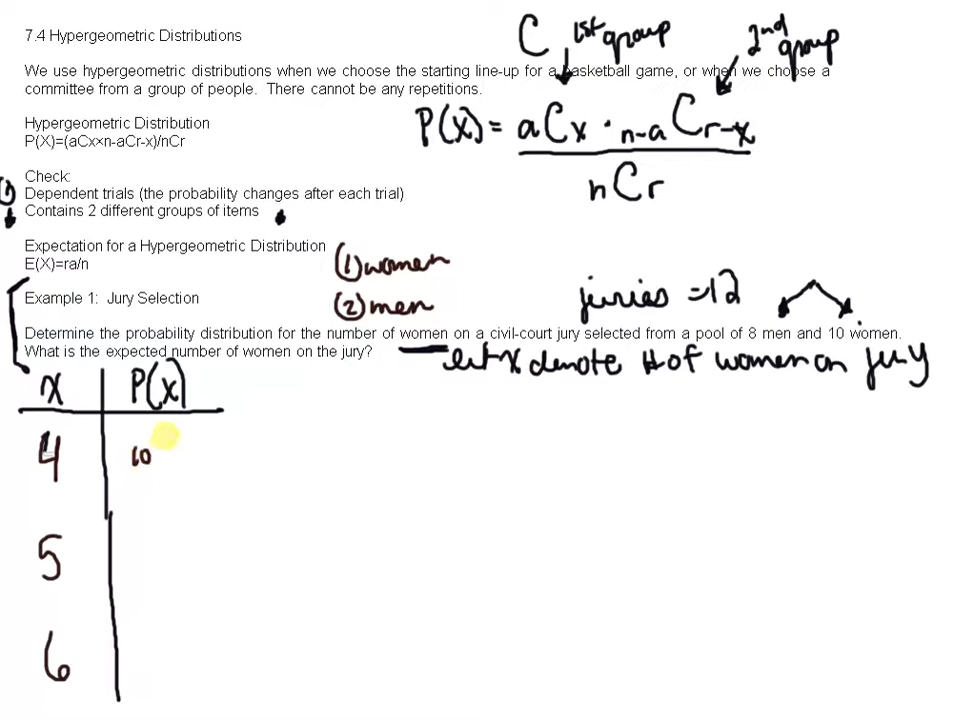 7.4 Hypergeometric Distributions
C 1st group
2nd group
We use hypergeometric distributions when we choose the starting line-up for a basketball game, or when we choose a
committee from a group of people. There cannot be any repetitions.
Hypergeometric Distribution
P(X)=(aCx×n-aCr-x)/nCr
P(X) = aCx · n-aCr-x
nCr
Check:
Dependent trials (the probability changes after each trial)
Contains 2 different groups of items
Expectation for a Hypergeometric Distribution
E(X)=ra/n
(1) women
(2) men
juries = 12
Example 1: Jury Selection
Determine the probability distribution for the number of women on a civil-court jury selected from a pool of 8 men and 10 women.
What is the expected number of women on the jury?
let x denote # of women on jury
x P(x)
4 10
5
6